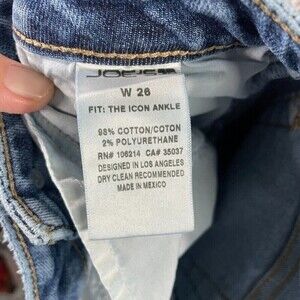 JOE'S
W 26
FIT: THE ICON ANKLE
98% COTTON/COTON
2% POLYURETHANE
RN# 106214 CA# 35037
DESIGNED IN LOS ANGELES
DRY CLEAN RECOMMENDED
MADE IN MEXICO